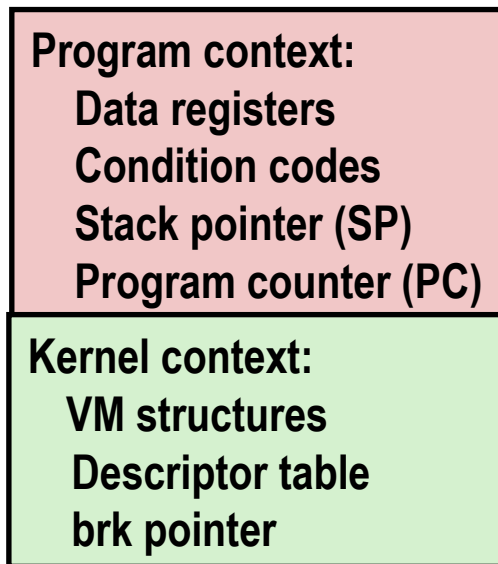 Program context:
Data registers
Condition codes
Stack pointer (SP)
Program counter (PC)
Kernel context:
VM structures
Descriptor table
brk pointer